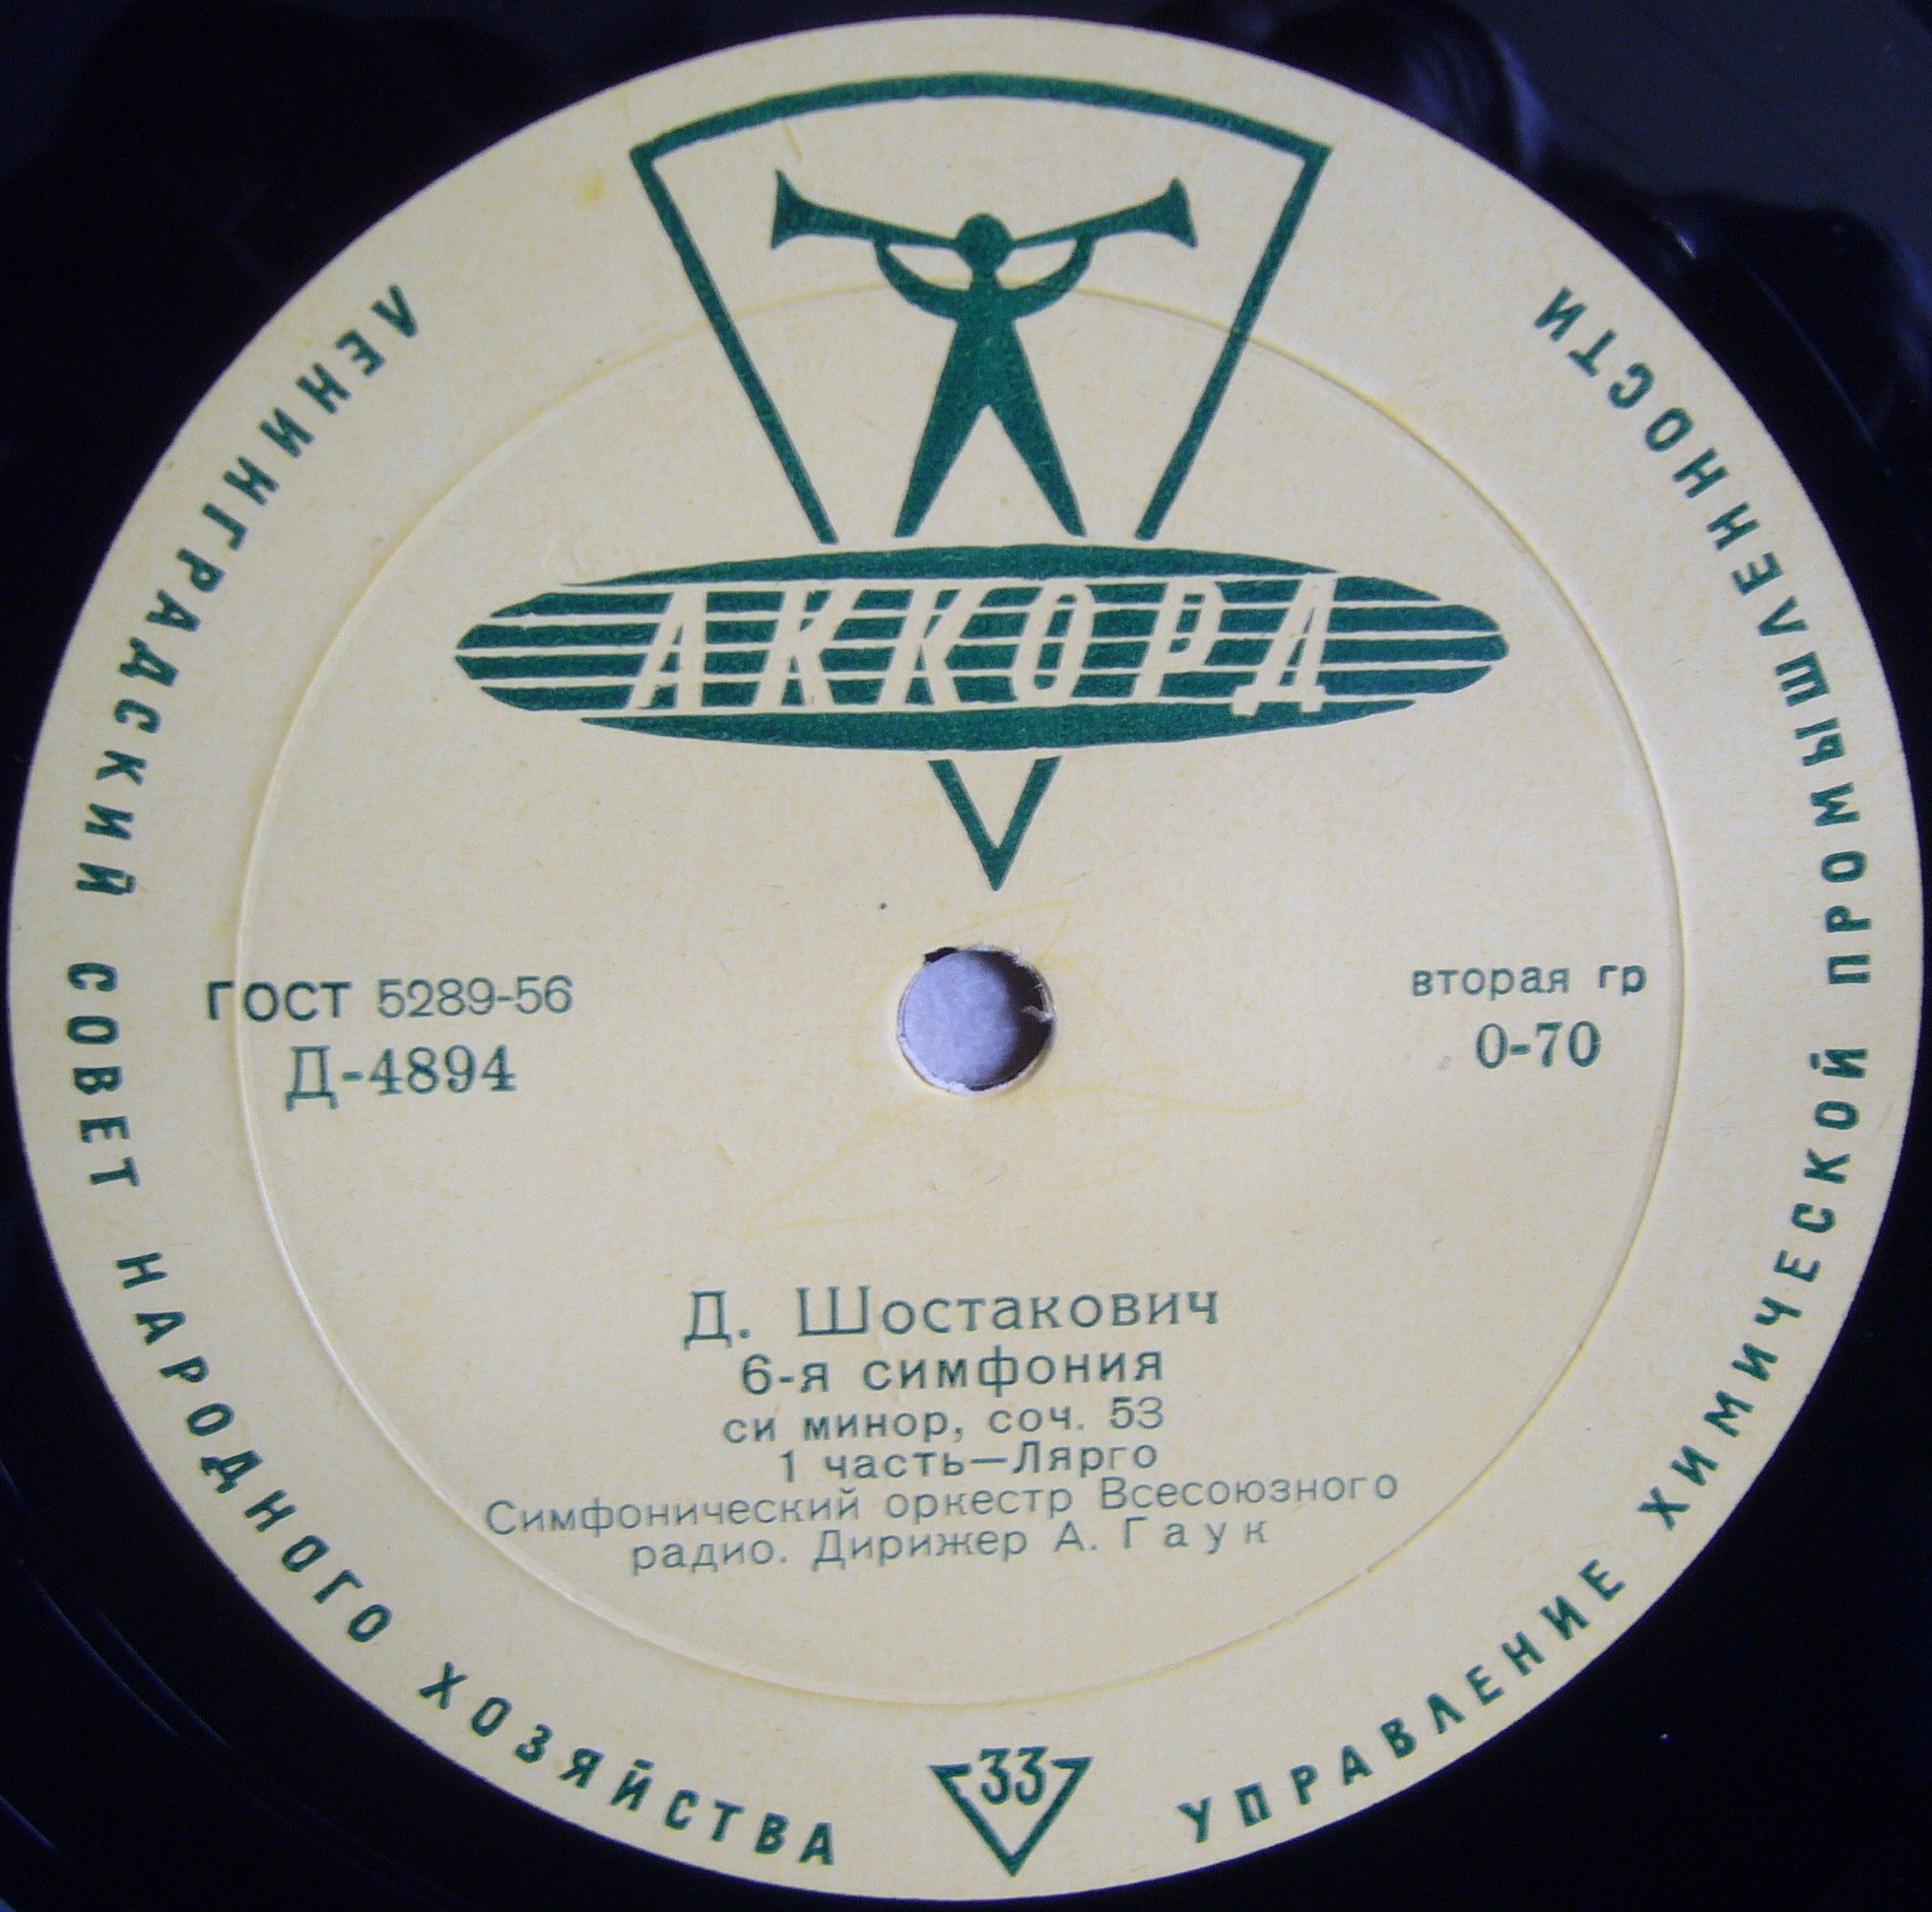 АККОРД
ЛЕНИНГРАДСКИЙ СОВЕТ НАРОДНОГО ХОЗЯЙСТВА
УПРАВЛЕНИЕ ХИМИЧЕСКОЙ ПРОМЫШЛЕННОСТИ
ГОСТ 5289-56
Д-4894
вторая гр
0-70
Д. Шостакович
6-я симфония
си минор, соч. 53
1 часть—Лярго
Симфонический оркестр Всесоюзного
радио. Дирижер А. Гаук
33